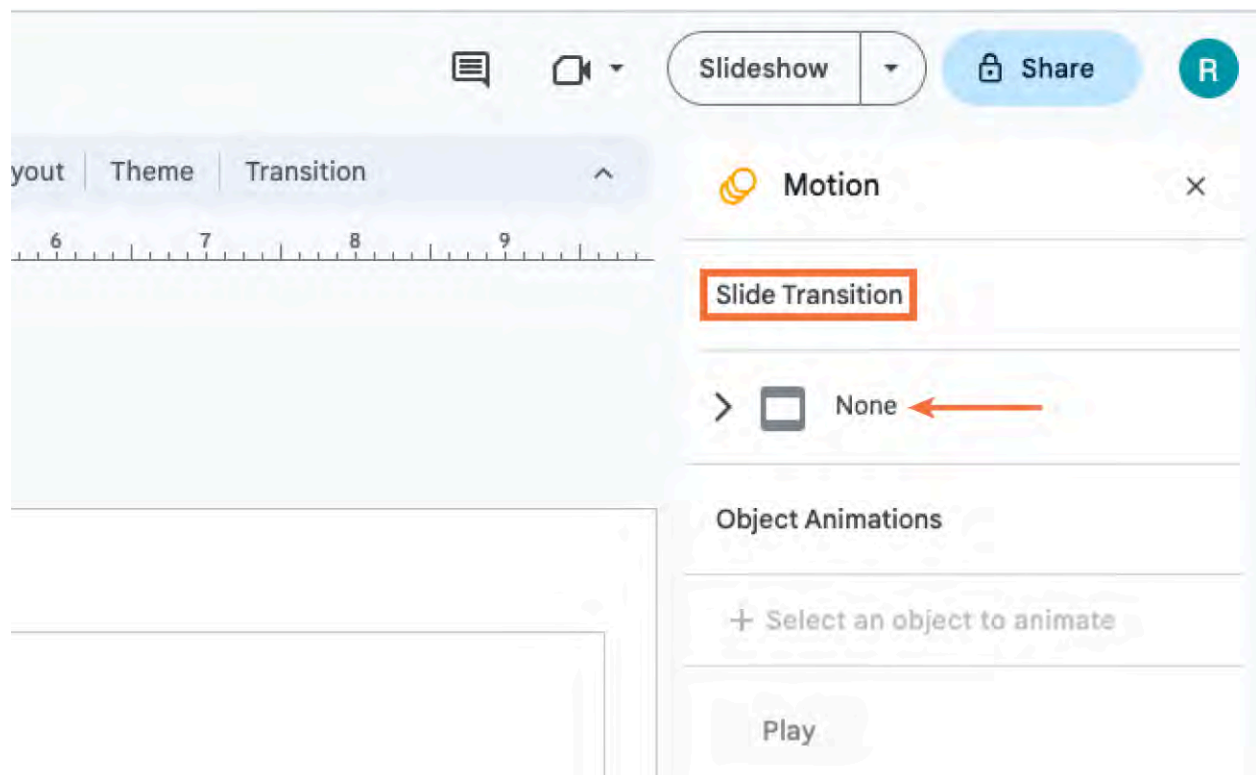 Slideshow
Share
R
yout
Theme
Transition
Motion
6 7 8 9
Slide Transition
None
Object Animations
+ Select an object to animate
Play